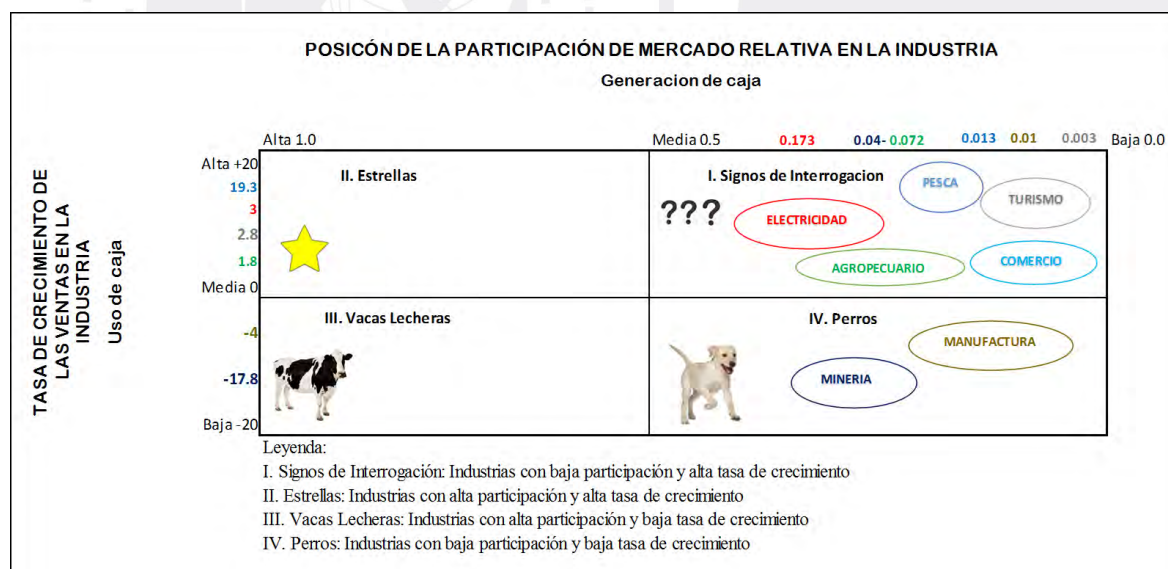 POSICÓN DE LA PARTICIPACIÓN DE MERCADO RELATIVA EN LA INDUSTRIA
Generacion de caja
Alta 1.0 Media 0.5 0.173 0.04- 0.072 0.013 0.01 0.003 Baja 0.0
TASA DE CRECIMIENTO DE
LAS VENTAS EN LA
INDUSTRIA
Uso de caja
Alta +20
19.3
3
2.8
1.8
Media 0
-4
-17.8
Baja -20
II. Estrellas
I. Signos de Interrogacion
???
PESCA
TURISMO
ELECTRICIDAD
AGROPECUARIO
COMERCIO
III. Vacas Lecheras
IV. Perros
MANUFACTURA
MINERIA
Leyenda:
I. Signos de Interrogación: Industrias con baja participación y alta tasa de crecimiento
II. Estrellas: Industrias con alta participación y alta tasa de crecimiento
III. Vacas Lecheras: Industrias con alta participación y baja tasa de crecimiento
IV. Perros: Industrias con baja participación y baja tasa de crecimiento